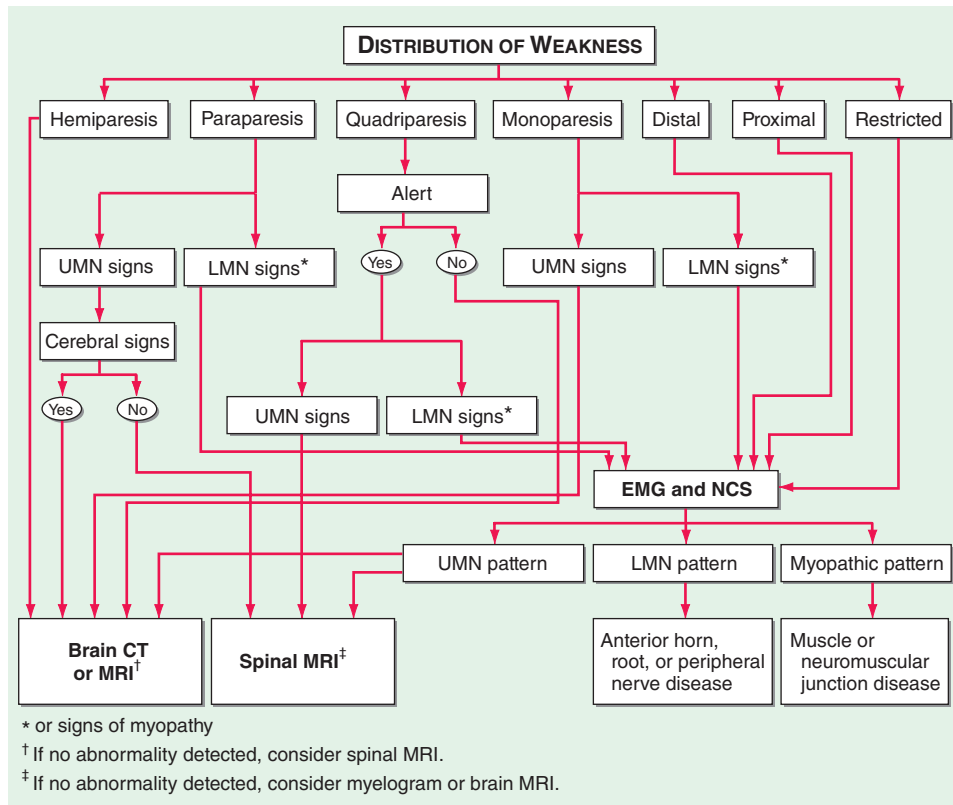 DISTRIBUTION OF WEAKNESS
Hemiparesis
Paraparesis
Quadriparesis
Monoparesis
Distal
Proximal
Restricted
Alert
UMN signs
LMN signs*
Yes
No
UMN signs
LMN signs*
Cerebral signs
Yes
No
UMN signs
LMN signs*
EMG and NCS
UMN pattern
LMN pattern
Myopathic pattern
Brain CT
or MRI†
Spinal MRI‡
Anterior horn,
root, or peripheral
nerve disease
Muscle or
neuromuscular
junction disease
* or signs of myopathy
† If no abnormality detected, consider spinal MRI.
‡ If no abnormality detected, consider myelogram or brain MRI.